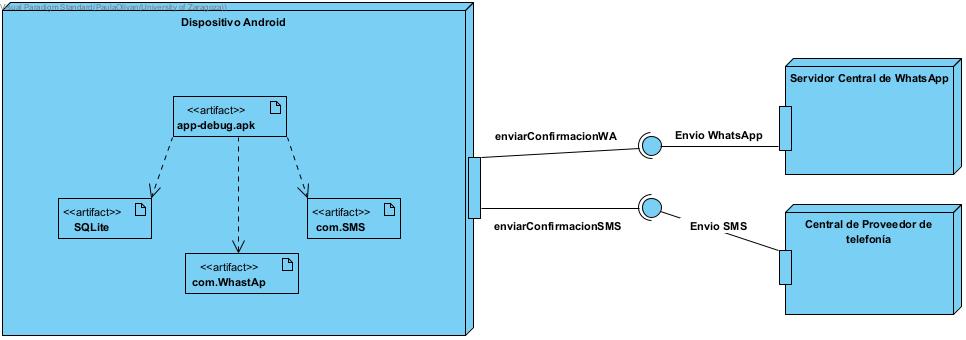 Visual Paradigm Standard(PaulaOlivan(University of Zaragoza))
Dispositivo Android
<<artifact>>
app-debug.apk
<<artifact>>
SQLite
<<artifact>>
com.SMS
<<artifact>>
com.WhastAp
enviarConfirmacionWA
Envio WhatsApp
enviarConfirmacionSMS
Envio SMS
Servidor Central de WhatsApp
Central de Proveedor de
telefonía